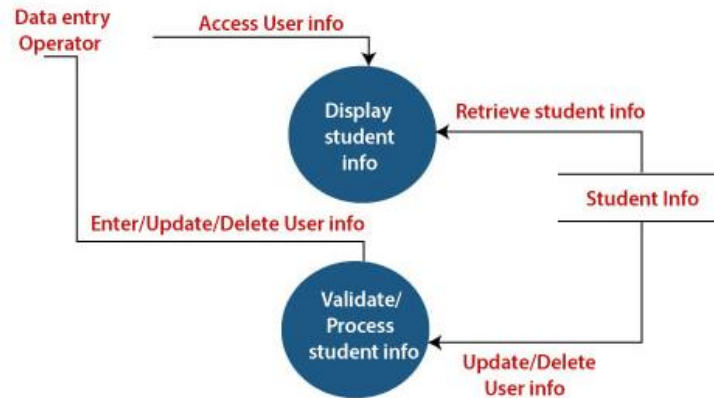 Data entry
Operator
Access User info
Display
student
info
Retrieve student info
Student Info
Enter/Update/Delete User info
Validate/
Process
student info
Update/Delete
User info